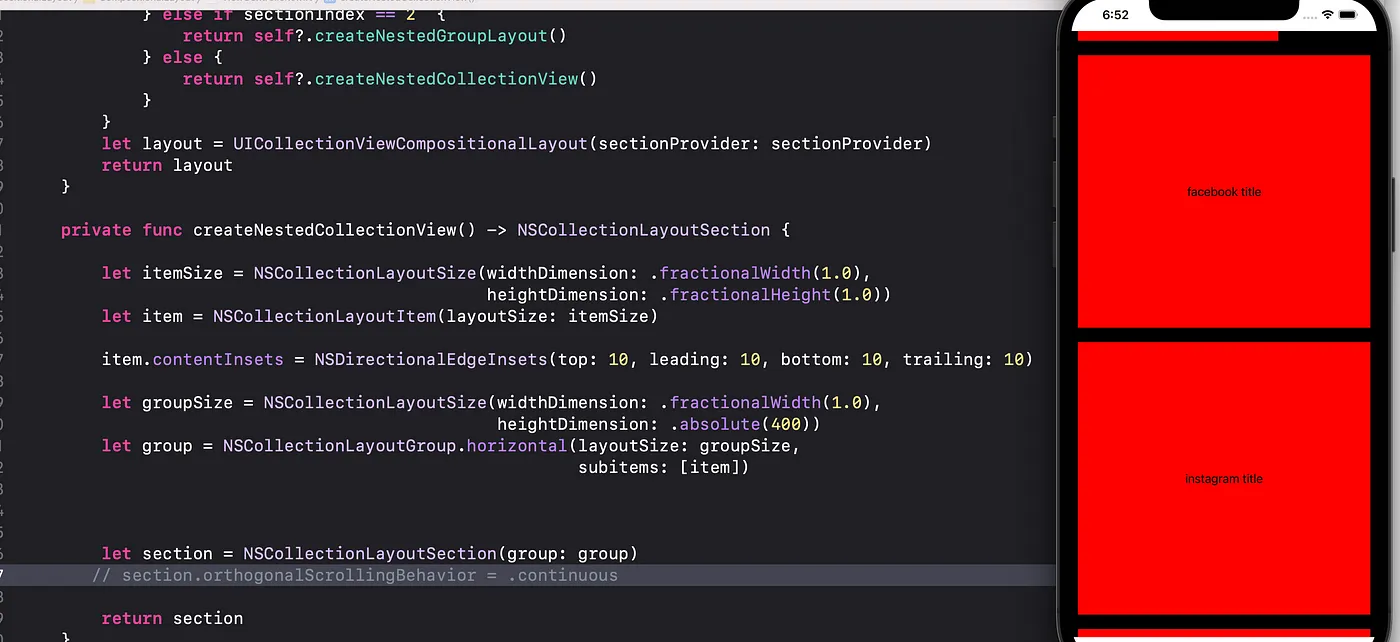 } else if sectionIndex == 2  {
return self?.createNestedGroupLayout()
} else {
return self?.createNestedCollectionView()
}
}
let layout = UICollectionViewCompositionalLayout(sectionProvider: sectionProvider)
return layout
}
private func createNestedCollectionView() -> NSCollectionLayoutSection {
let itemSize = NSCollectionLayoutSize(widthDimension: .fractionalWidth(1.0),
heightDimension: .fractionalHeight(1.0))
let item = NSCollectionLayoutItem(layoutSize: itemSize)
item.contentInsets = NSDirectionalEdgeInsets(top: 10, leading: 10, bottom: 10, trailing: 10)
let groupSize = NSCollectionLayoutSize(widthDimension: .fractionalWidth(1.0),
heightDimension: .absolute(400))
let group = NSCollectionLayoutGroup.horizontal(layoutSize: groupSize,
subitems: [item])
let section = NSCollectionLayoutSection(group: group)
// section.orthogonalScrollingBehavior = .continuous
return section
}
6:52
facebook title
instagram title